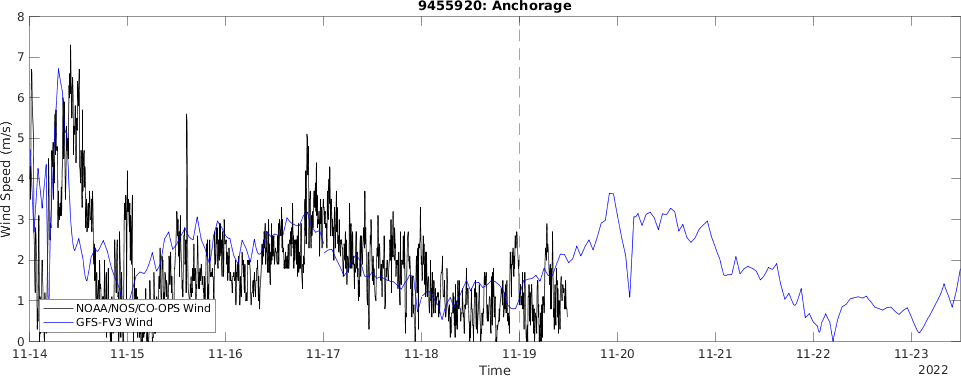 9455920: Anchorage
8
7
6
5
4
3
2
1
0
Wind Speed (m/s)
NOAA/NOS/CO-OPS Wind
GFS-FV3 Wind
11-14 11-15 11-16 11-17 11-18 11-19 11-20 11-21 11-22 11-23
Time
2022